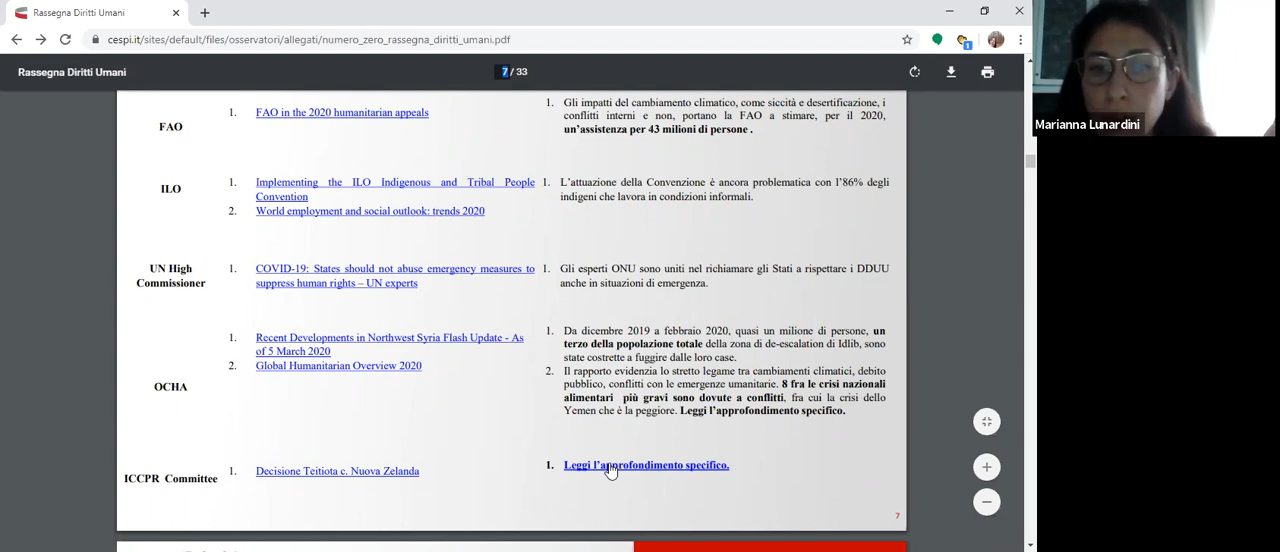 Rassegna Diritti Umani
cespi.it/sites/default/files/osservatori/allegati/numero_zero_rassegna_diritti_umani.pdf
Rassegna Diritti Umani
7 / 33
Marianna Lunardini
FAO
1. FAO in the 2020 humanitarian appeals
1. Gli impatti del cambiamento climatico, come siccità e desertificazione, i
conflitti interni e non, portano la FAO a stimare, per il 2020,
un'assistenza per 43 milioni di persone .
ILO
1. Implementing the ILO Indigenous and Tribal People
Convention
2. World employment and social outlook: trends 2020
1. L'attuazione della Convenzione è ancora problematica con l'86% degli
indigeni che lavora in condizioni informali.
UN High
Commissioner
1. COVID-19: States should not abuse emergency measures to
suppress human rights – UN experts
1. Gli esperti ONU sono uniti nel richiamare gli Stati a rispettare i DDUU
anche in situazioni di emergenza.
OCHA
1. Recent Developments in Northwest Syria Flash Update - As
of 5 March 2020
2. Global Humanitarian Overview 2020
1. Da dicembre 2019 a febbraio 2020, quasi un milione di persone, un
terzo della popolazione totale della zona di de-escalation di Idlib, sono
state costrette a fuggire dalle loro case.
2. Il rapporto evidenzia lo stretto legame tra cambiamenti climatici, debito
pubblico, conflitti con le emergenze umanitarie. 8 fra le crisi nazionali
alimentari più gravi sono dovute a conflitti, fra cui la crisi dello
Yemen che è la peggiore. Leggi l'approfondimento specifico.
ICCPR Committee
1. Decisione Teitiota c. Nuova Zelanda
1. Leggi l'approfondimento specifico.
7